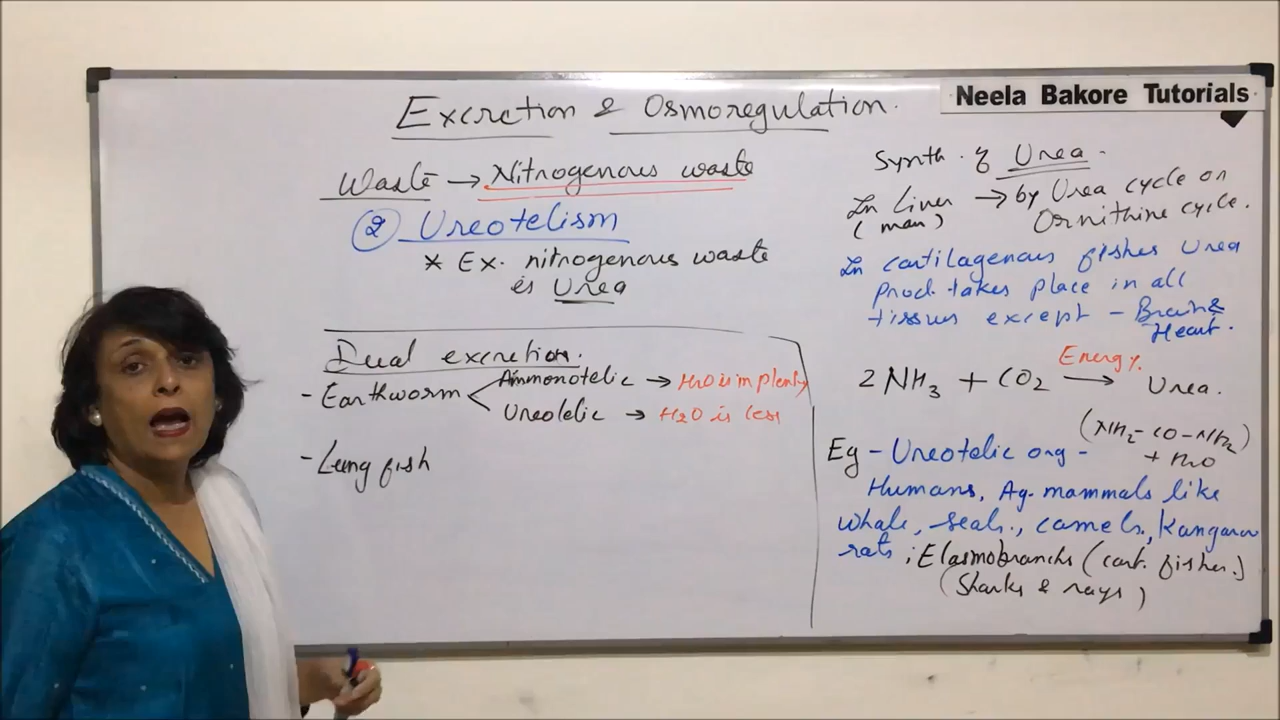 Neela Bakore Tutorials
Excretion & Osmoregulation.
Waste → Nitrogenous waste
② Ureotelism
* Ex. nitrogenous waste
is Urea
Dual excretion.
- Earthworm
Ammonotelic → H2O is in plenty
Ureotelic → H2O is less
- Lung fish
Synth. of Urea.
In Liver → by Urea cycle or
(man) Ornithine cycle.
In cartilagenous fishes Urea
prod. takes place in all
tissues except - Brain &
Heart.
2 NH3 + CO2 Energy → Urea.
(NH2-CO-NH2)
+ H2O
Eg - Ureotelic org -
Humans, Aq. mammals like
whale, seals, camels, Kangaroo
rats; Elasmobranchs (cart. fishes.)
(Sharks & rays)